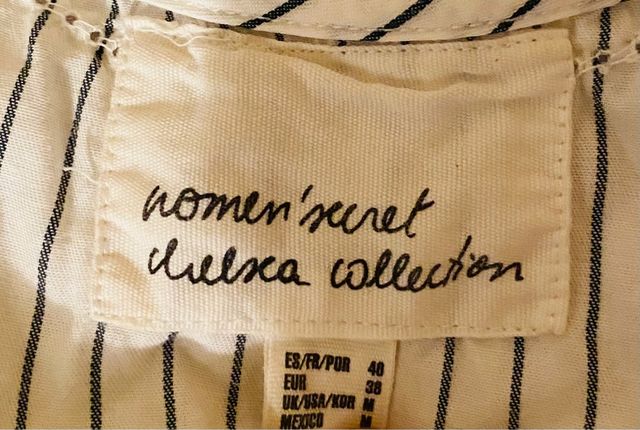 women'secret
chelsea collection
ES/FR/POR 40
EUR 38
UK/USA/KOR M
MEXICO M